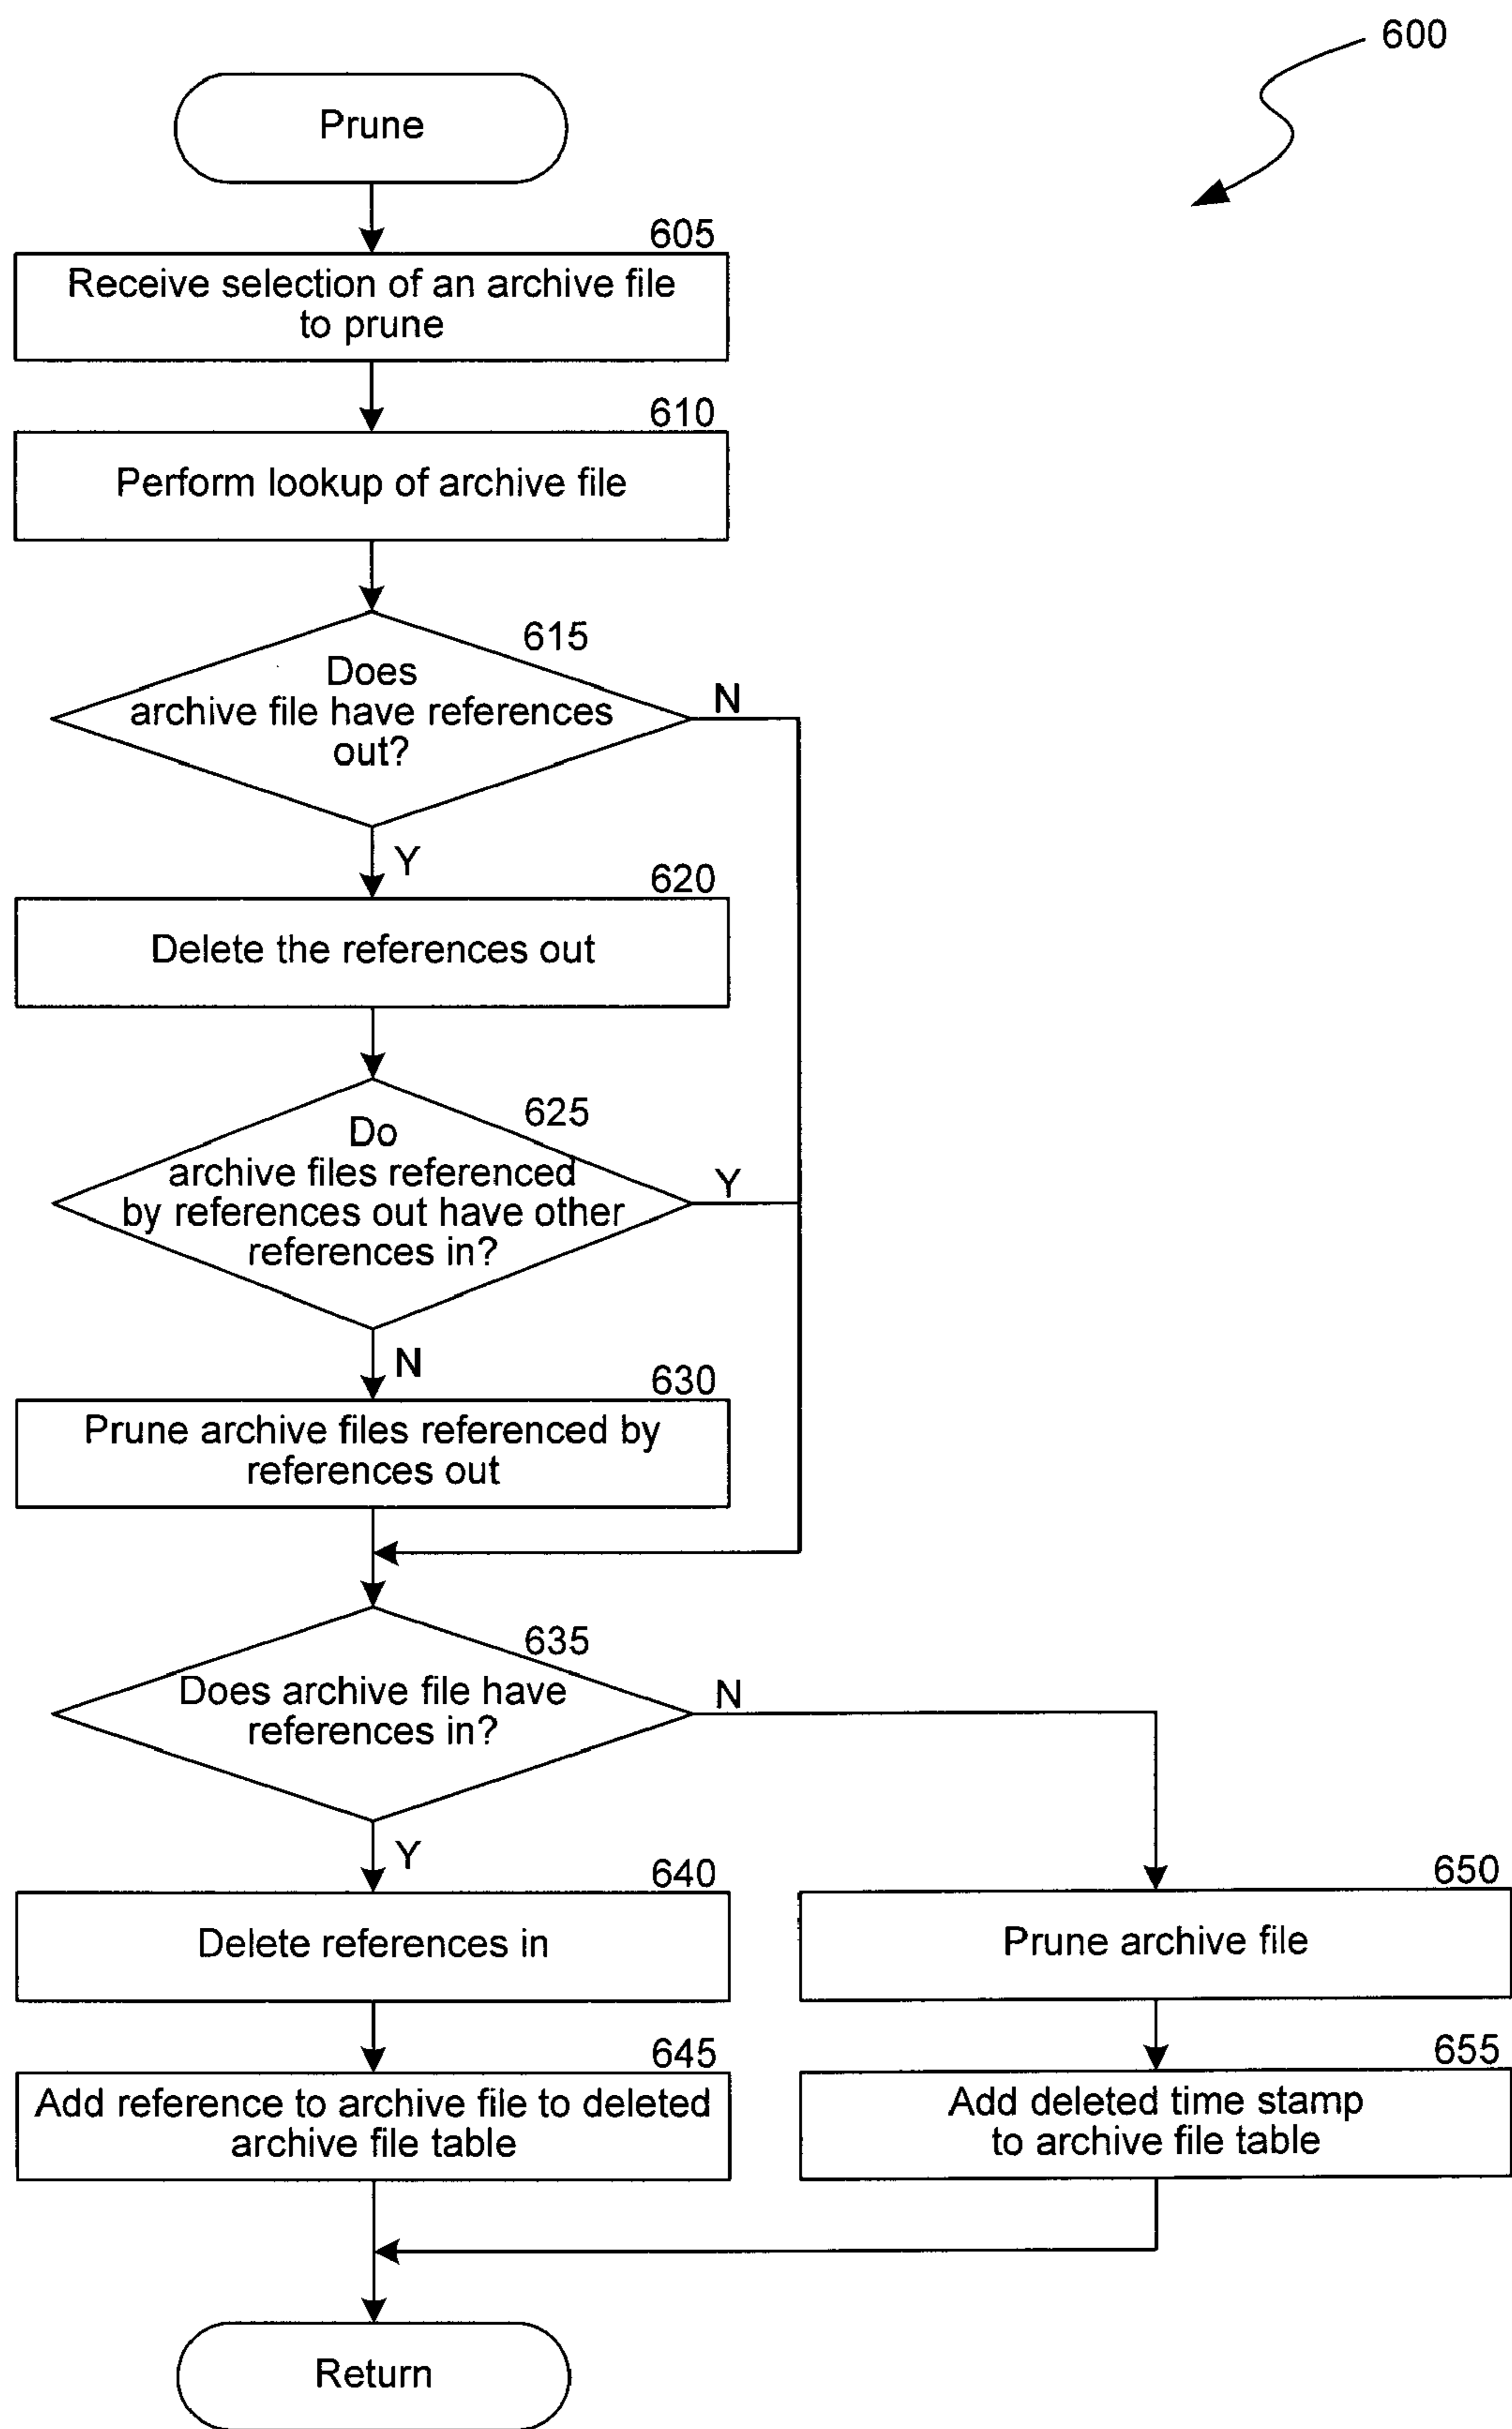 600
Prune
605
Receive selection of an archive file
to prune
610
Perform lookup of archive file
615
Does
archive file have references
out?
N
Y
620
Delete the references out
625
Do
archive files referenced
by references out have other
references in?
Y
N
630
Prune archive files referenced by
references out
635
Does archive file have
references in?
N
Y
640
Delete references in
650
Prune archive file
645
Add reference to archive file to deleted
archive file table
655
Add deleted time stamp
to archive file table
Return